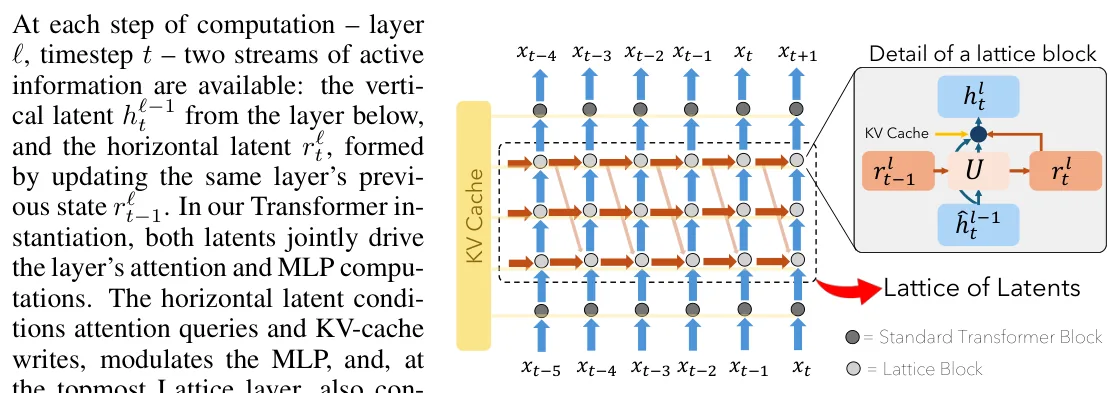 At each step of computation – layer
ℓ, timestep t – two streams of active
information are available: the verti-
cal latent h_t^{ℓ−1} from the layer below,
and the horizontal latent r_t^ℓ, formed
by updating the same layer's previ-
ous state r_{t−1}^ℓ. In our Transformer in-
stantiation, both latents jointly drive
the layer's attention and MLP compu-
tations. The horizontal latent condi-
tions attention queries and KV-cache
writes, modulates the MLP, and, at
the topmost Lattice layer, also con-
x_{t−4} x_{t−3} x_{t−2} x_{t−1} x_t x_{t+1}
KV Cache
x_{t−5} x_{t−4} x_{t−3} x_{t−2} x_{t−1} x_t
Detail of a lattice block
h_t^l
KV Cache
r_{t−1}^l U r_t^l
ĥ_t^{l−1}
Lattice of Latents
= Standard Transformer Block
= Lattice Block